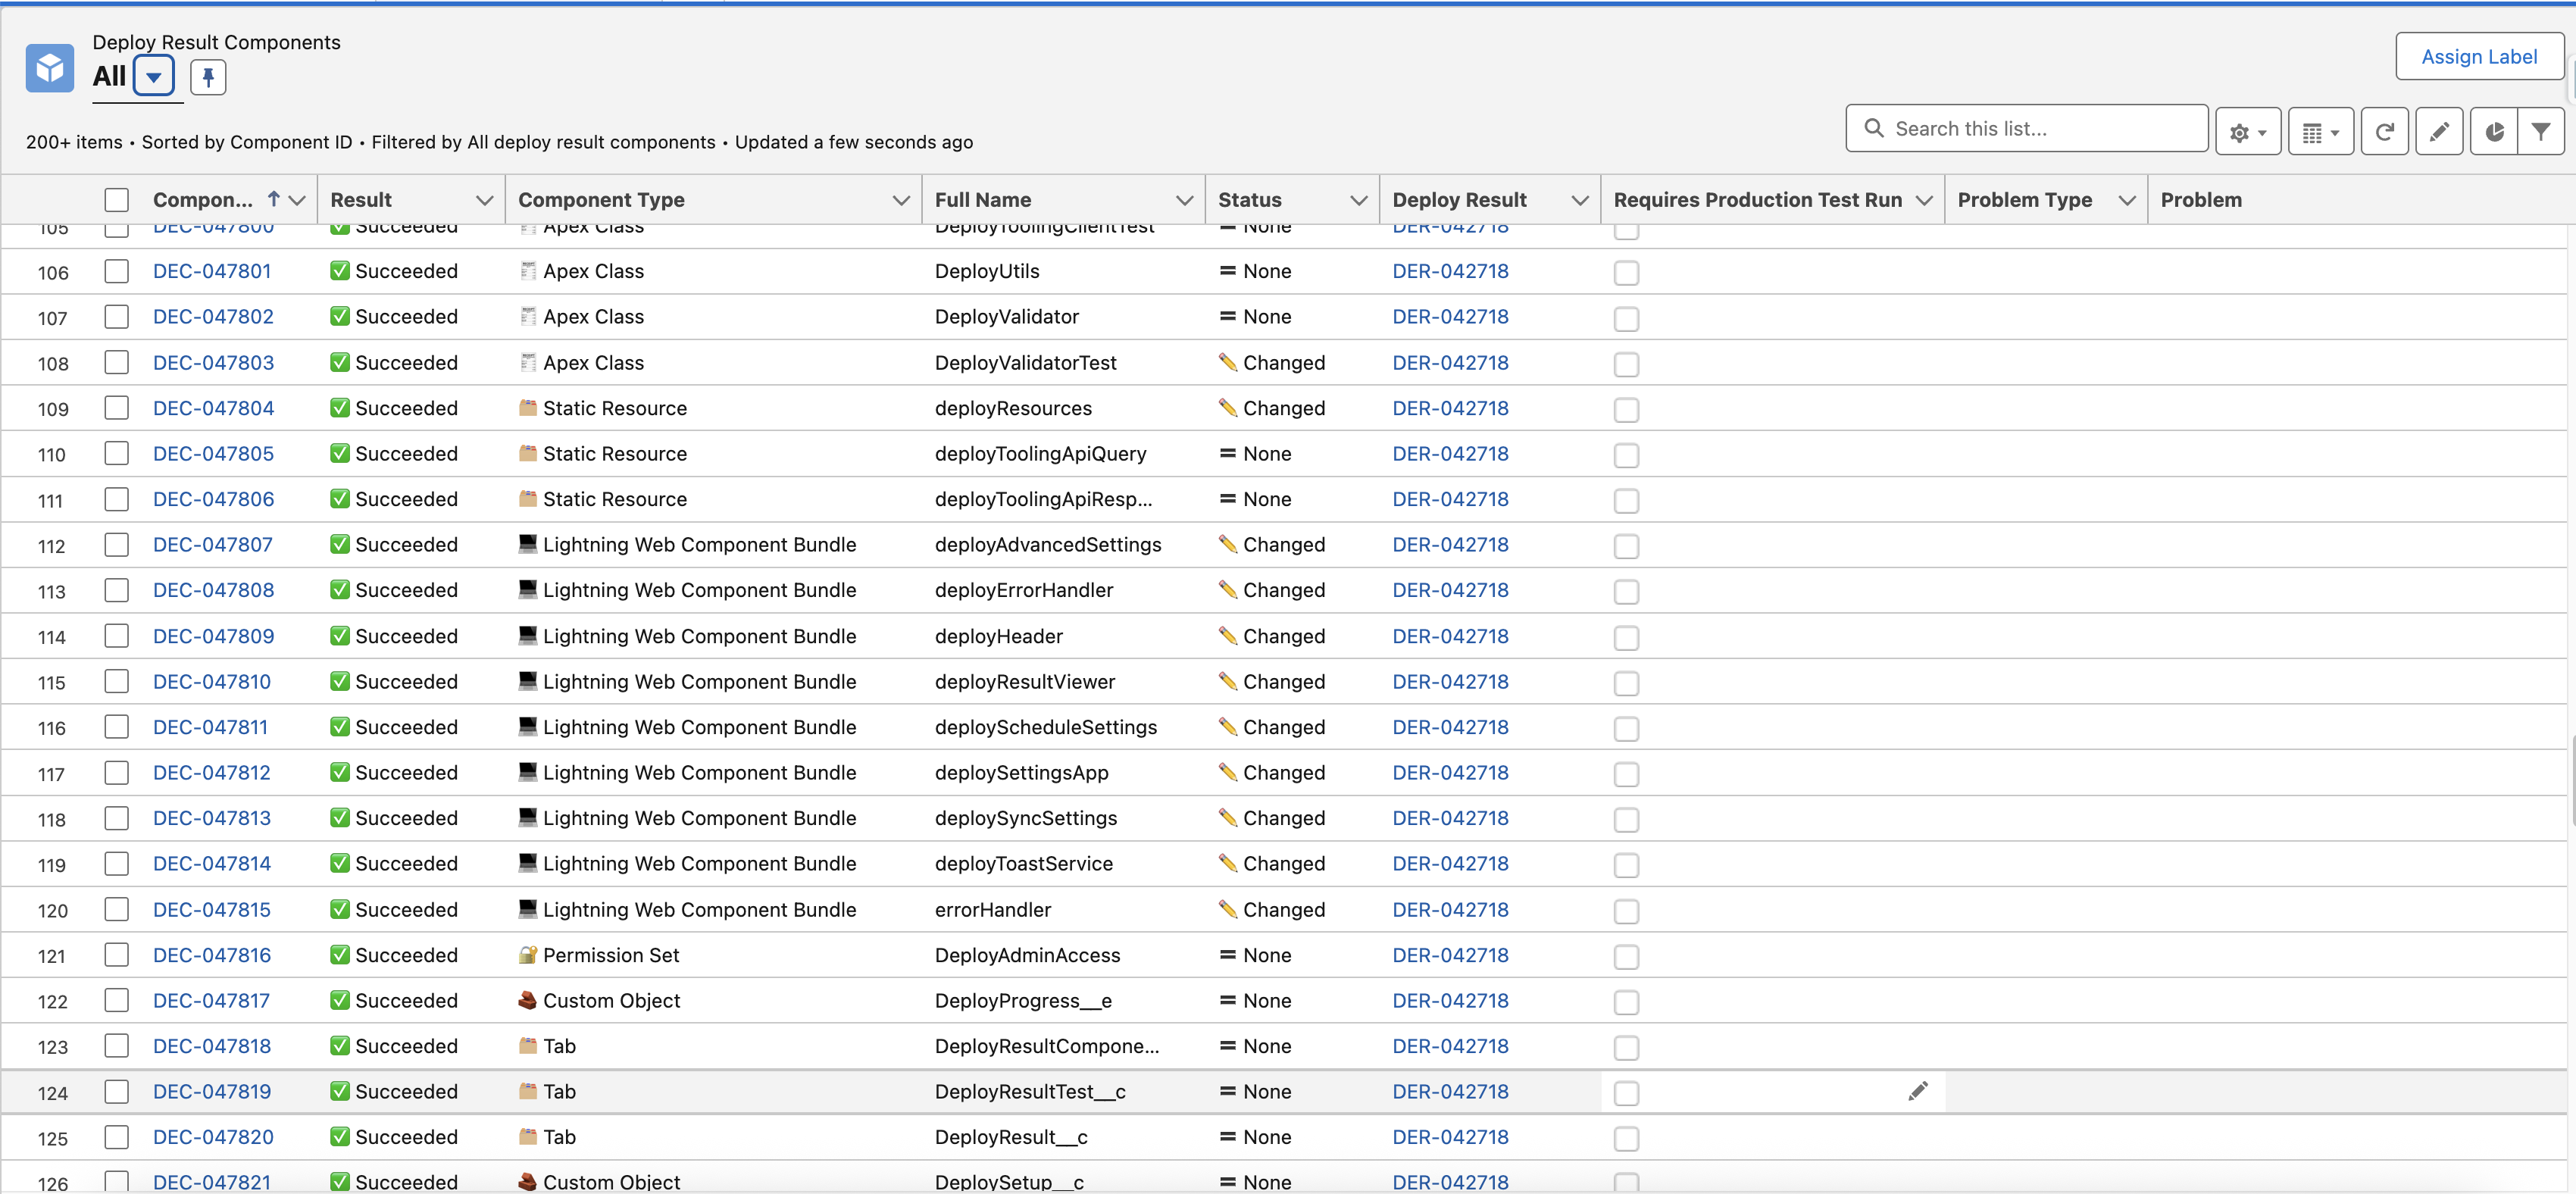 Deploy Result Components
All
Assign Label
200+ items • Sorted by Component ID • Filtered by All deploy result components • Updated a few seconds ago
Search this list...
Compon... Result Component Type Full Name Status Deploy Result Requires Production Test Run Problem Type Problem
105 DEC-047800 Succeeded Apex Class DeployToolingClientTest None DER-042718
106 DEC-047801 Succeeded Apex Class DeployUtils None DER-042718
107 DEC-047802 Succeeded Apex Class DeployValidator None DER-042718
108 DEC-047803 Succeeded Apex Class DeployValidatorTest Changed DER-042718
109 DEC-047804 Succeeded Static Resource deployResources Changed DER-042718
110 DEC-047805 Succeeded Static Resource deployToolingApiQuery None DER-042718
111 DEC-047806 Succeeded Static Resource deployToolingApiResp... None DER-042718
112 DEC-047807 Succeeded Lightning Web Component Bundle deployAdvancedSettings Changed DER-042718
113 DEC-047808 Succeeded Lightning Web Component Bundle deployErrorHandler Changed DER-042718
114 DEC-047809 Succeeded Lightning Web Component Bundle deployHeader Changed DER-042718
115 DEC-047810 Succeeded Lightning Web Component Bundle deployResultViewer Changed DER-042718
116 DEC-047811 Succeeded Lightning Web Component Bundle deployScheduleSettings Changed DER-042718
117 DEC-047812 Succeeded Lightning Web Component Bundle deploySettingsApp Changed DER-042718
118 DEC-047813 Succeeded Lightning Web Component Bundle deploySyncSettings Changed DER-042718
119 DEC-047814 Succeeded Lightning Web Component Bundle deployToastService Changed DER-042718
120 DEC-047815 Succeeded Lightning Web Component Bundle errorHandler Changed DER-042718
121 DEC-047816 Succeeded Permission Set DeployAdminAccess None DER-042718
122 DEC-047817 Succeeded Custom Object DeployProgress__e None DER-042718
123 DEC-047818 Succeeded Tab DeployResultCompone... None DER-042718
124 DEC-047819 Succeeded Tab DeployResultTest__c None DER-042718
125 DEC-047820 Succeeded Tab DeployResult__c None DER-042718
126 DEC-047821 Succeeded Custom Object DeploySetup__c None DER-042718